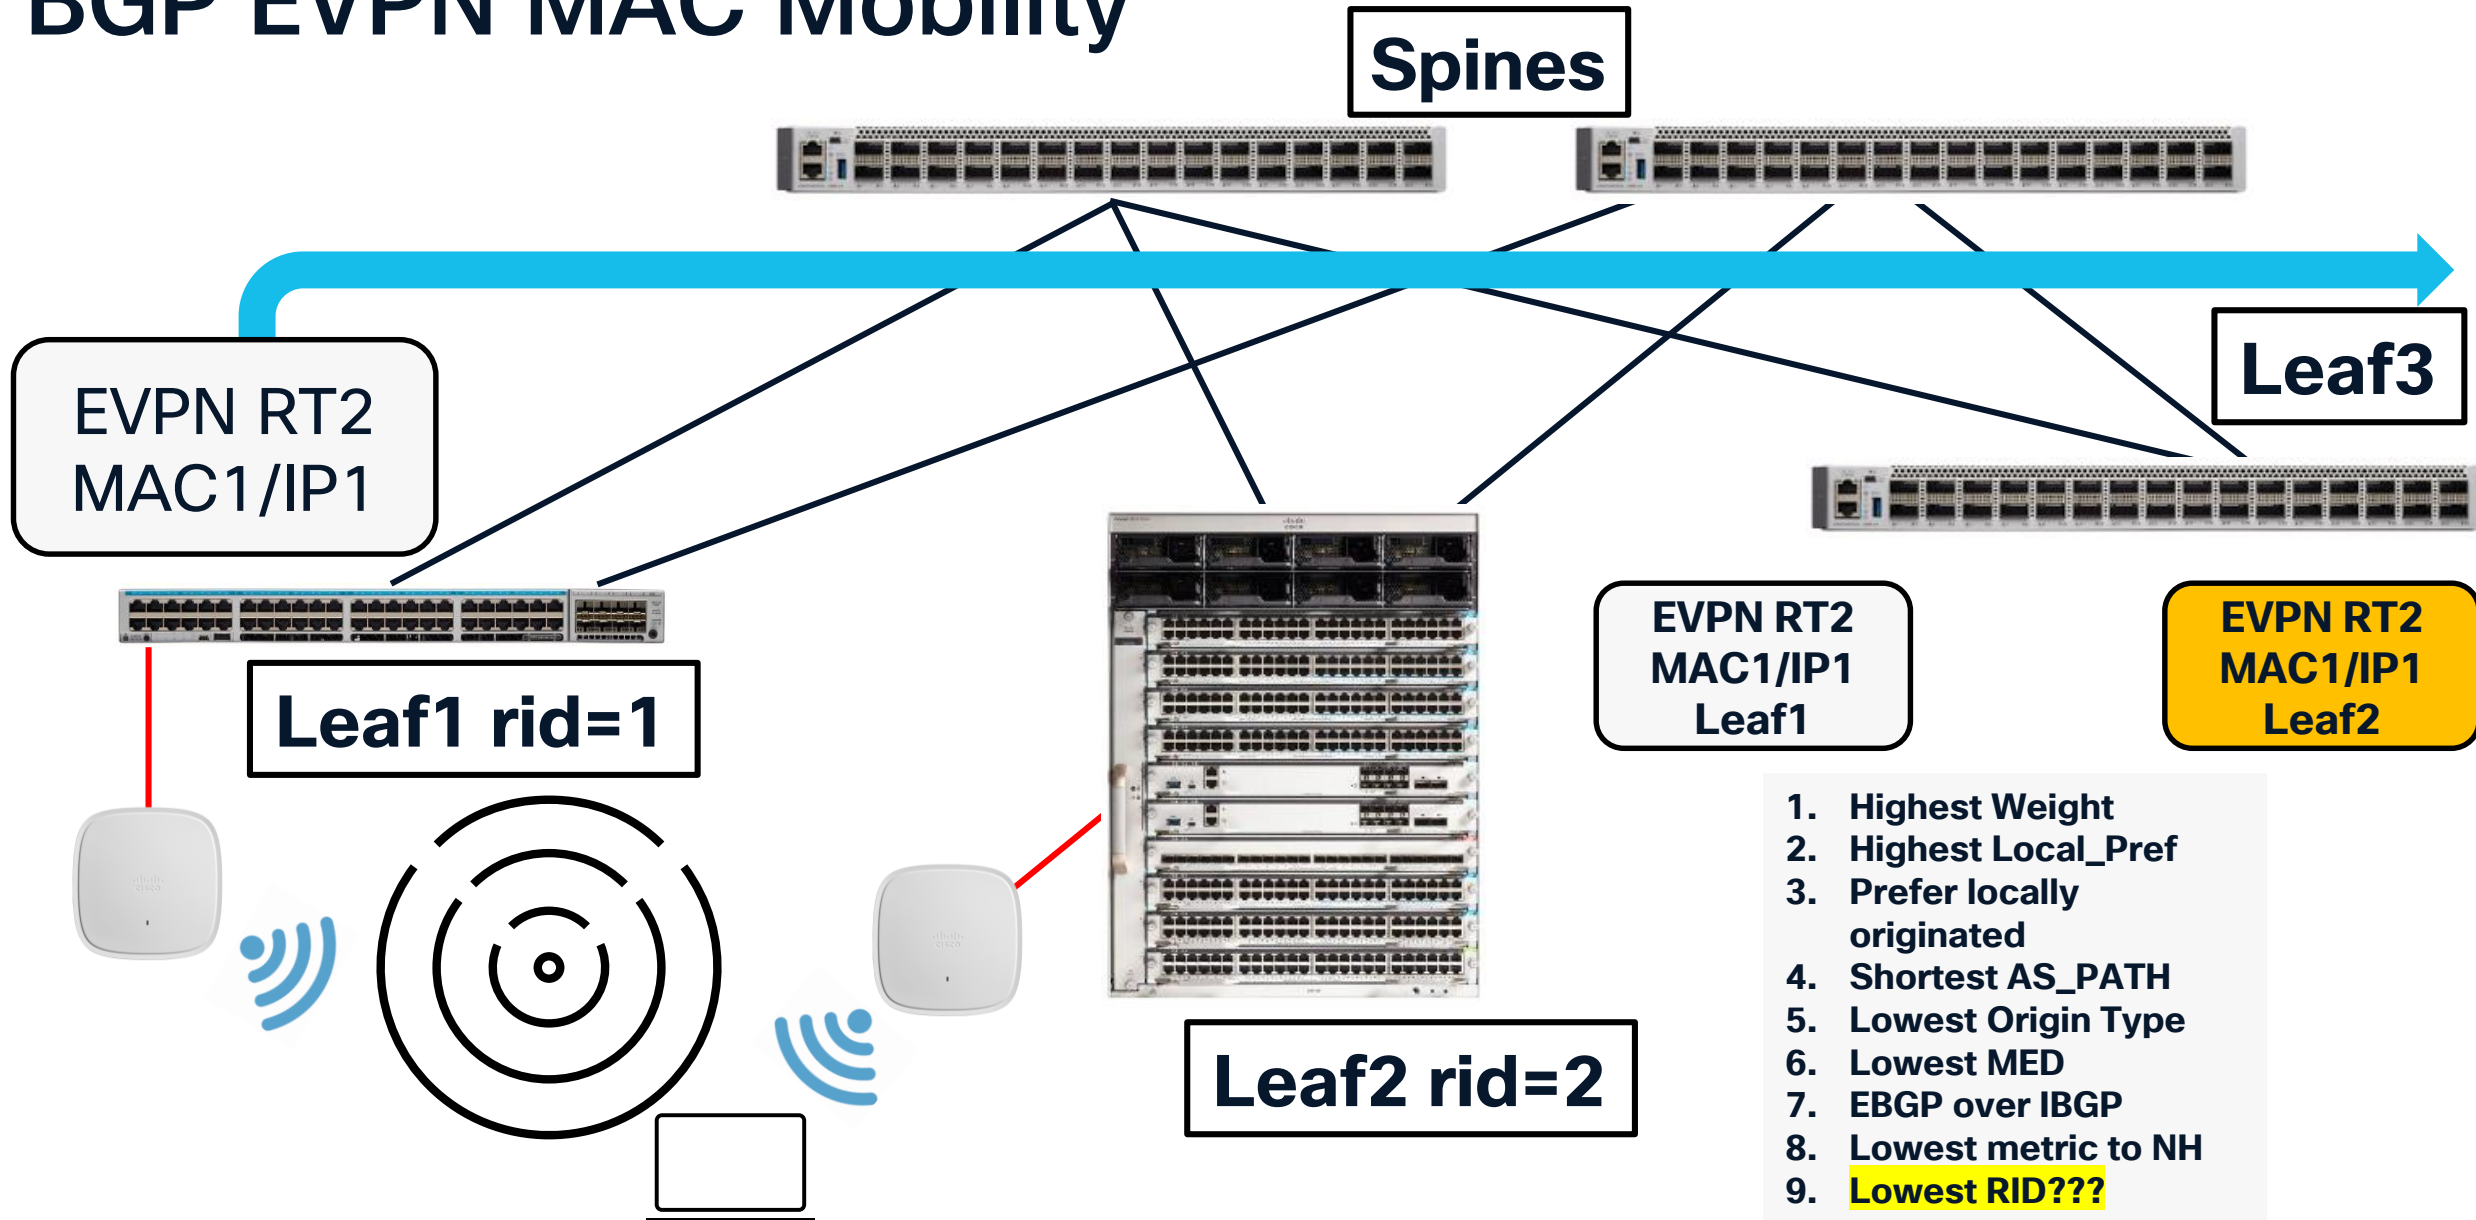 BGP EVPN MAC Mobility
Spines
Leaf3
EVPN RT2
MAC1/IP1
Leaf1 rid=1
EVPN RT2
MAC1/IP1
Leaf1
EVPN RT2
MAC1/IP1
Leaf2
Leaf2 rid=2
1. Highest Weight
2. Highest Local_Pref
3. Prefer locally
originated
4. Shortest AS_PATH
5. Lowest Origin Type
6. Lowest MED
7. EBGP over IBGP
8. Lowest metric to NH
9. Lowest RID???